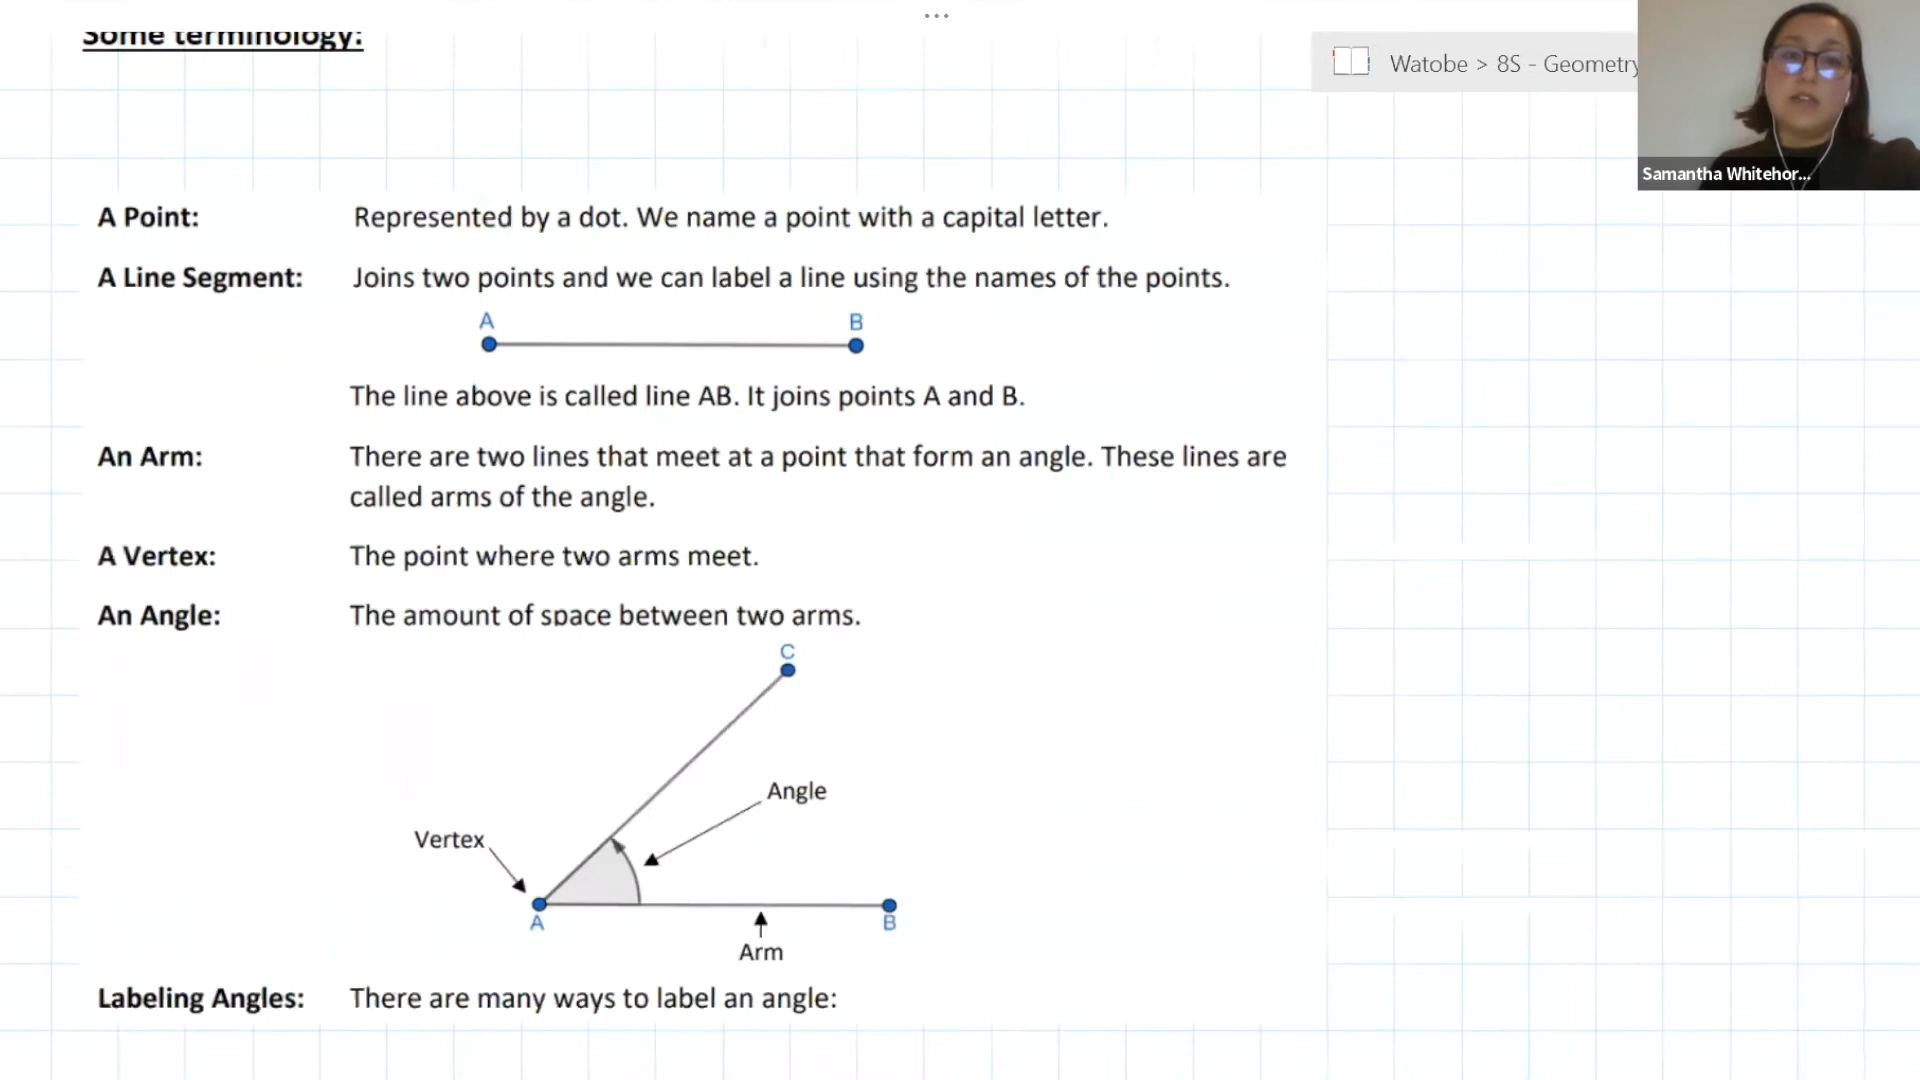 ...
Some terminology:
Watobe > 8S - Geometry
Samantha Whitehor...
A Point: Represented by a dot. We name a point with a capital letter.
A Line Segment: Joins two points and we can label a line using the names of the points.
A B
The line above is called line AB. It joins points A and B.
An Arm: There are two lines that meet at a point that form an angle. These lines are
called arms of the angle.
A Vertex: The point where two arms meet.
An Angle: The amount of space between two arms.
C
Angle
Vertex
A B
Arm
Labeling Angles: There are many ways to label an angle: